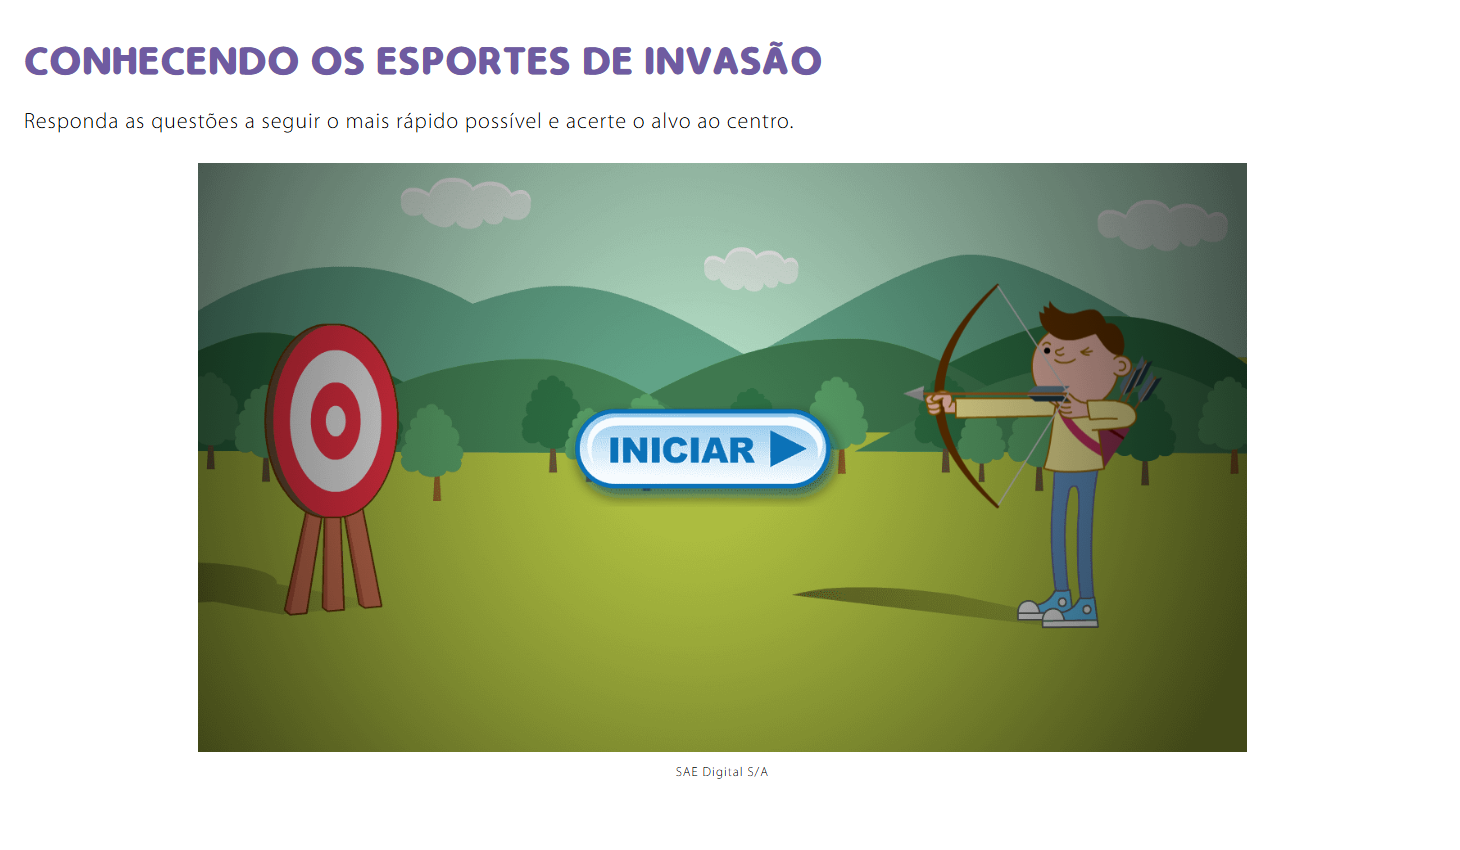 CONHECENDO OS ESPORTES DE INVASÃO
Responda as questões a seguir o mais rápido possível e acerte o alvo ao centro.
INICIAR
SAE Digital S/A